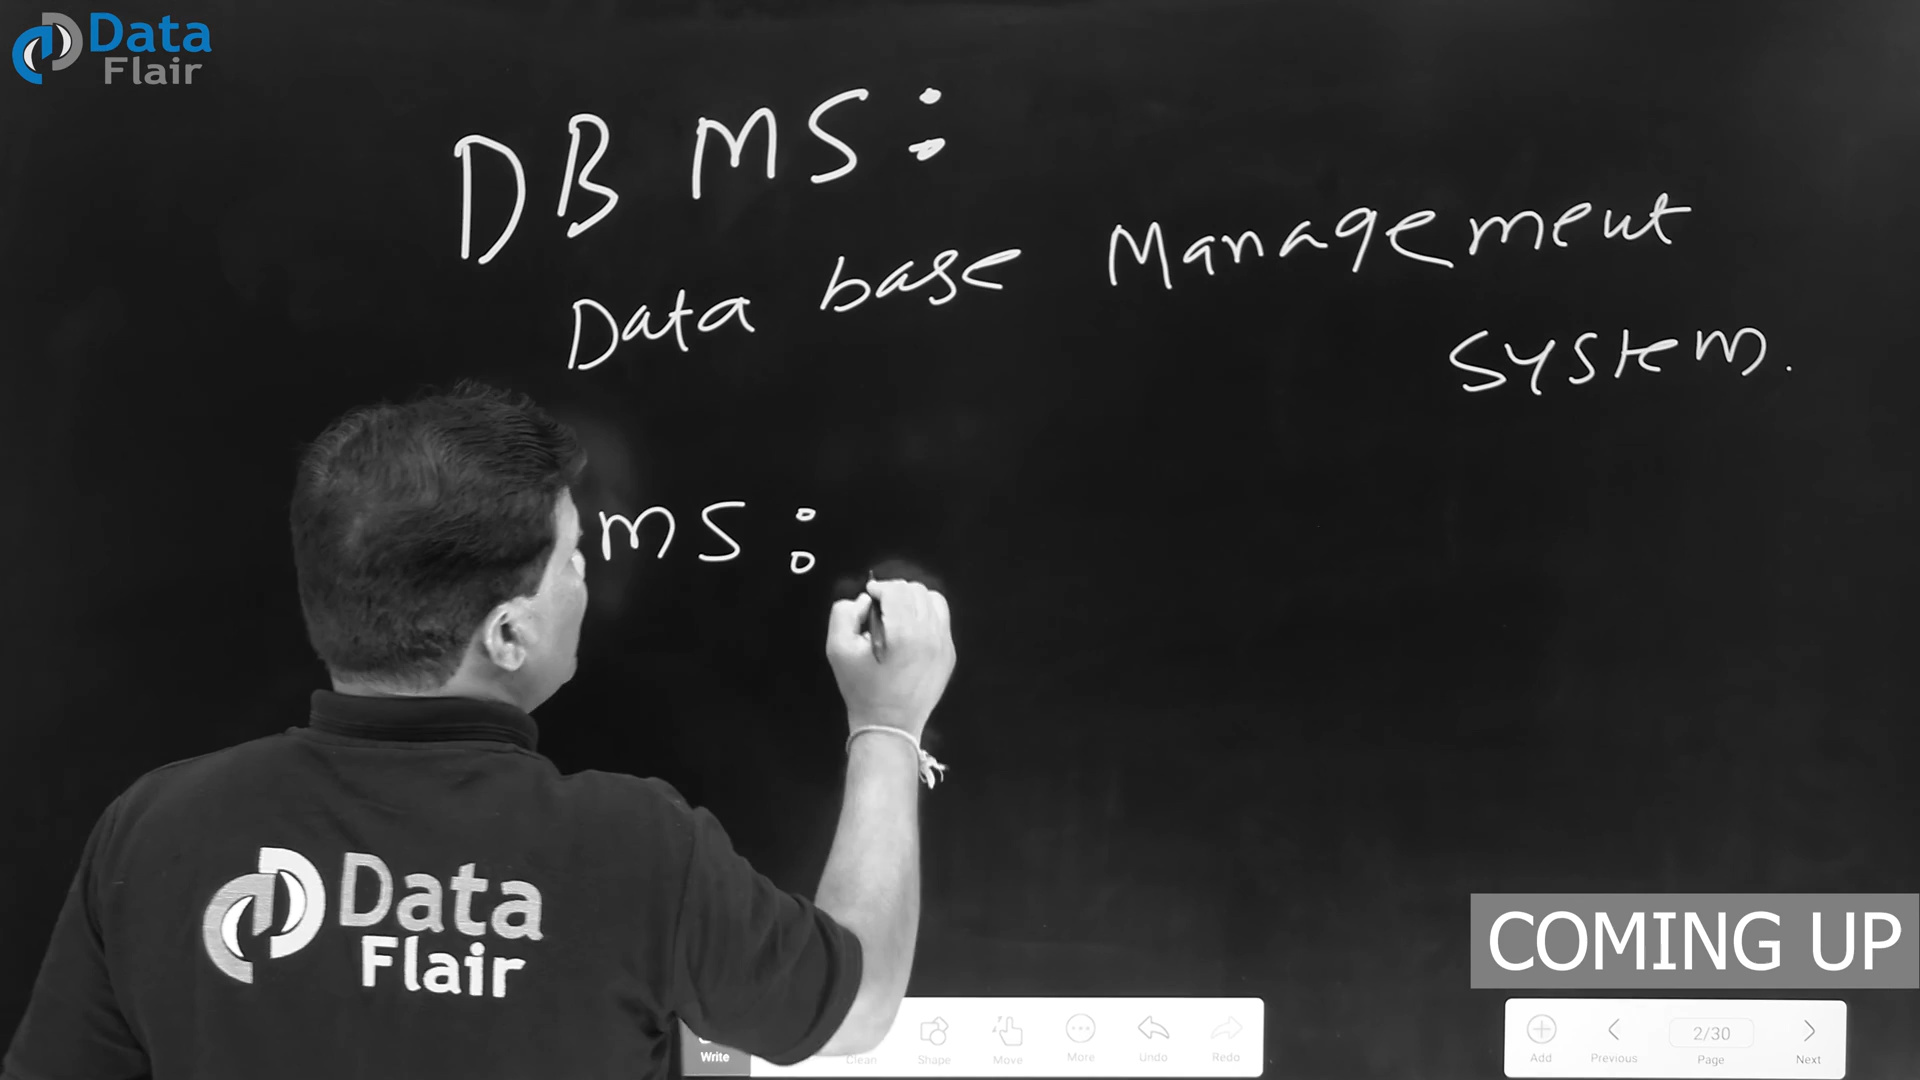 Data
Flair
DBMS:
Data base Management
System.
MS:
Data
Flair
COMING UP
Write
Clean
Shape
Move
More
Undo
Redo
Add
Previous
2/30
Page
Next